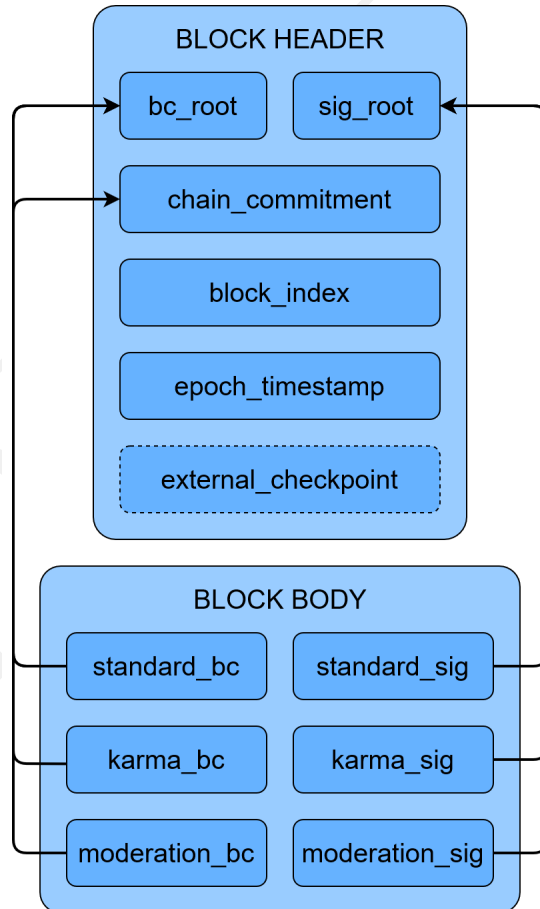 BLOCK HEADER
bc_root
sig_root
chain_commitment
block_index
epoch_timestamp
external_checkpoint
BLOCK BODY
standard_bc
standard_sig
karma_bc
karma_sig
moderation_bc
moderation_sig